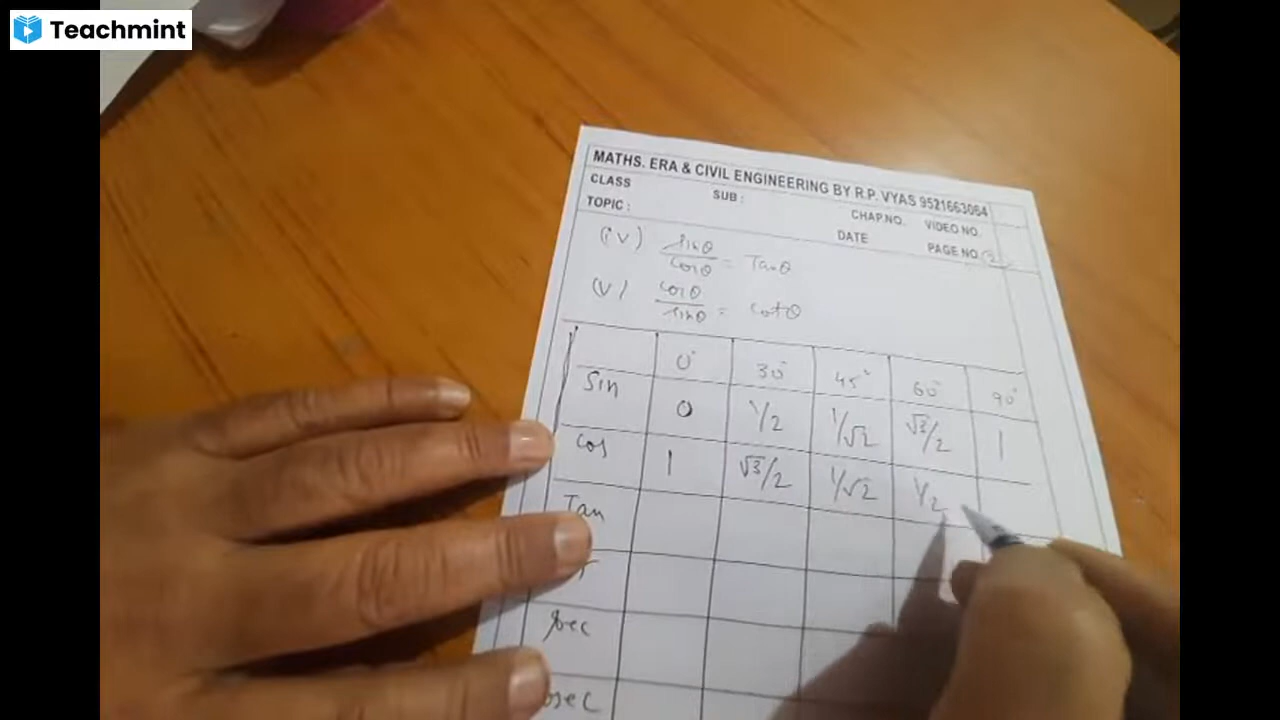 Teachmint
MATHS. ERA & CIVIL ENGINEERING BY R.P. VYAS 9521663064
CLASS SUB : CHAP.NO. VIDEO NO.
TOPIC : DATE PAGE NO. (2)
(iv) sinθ/cosθ = Tanθ
(v) cosθ/sinθ = cotθ
0° 30° 45° 60° 90°
Sin 0 1/2 1/√2 √3/2 1
Cos 1 √3/2 1/√2 1/2
Tan
Sec